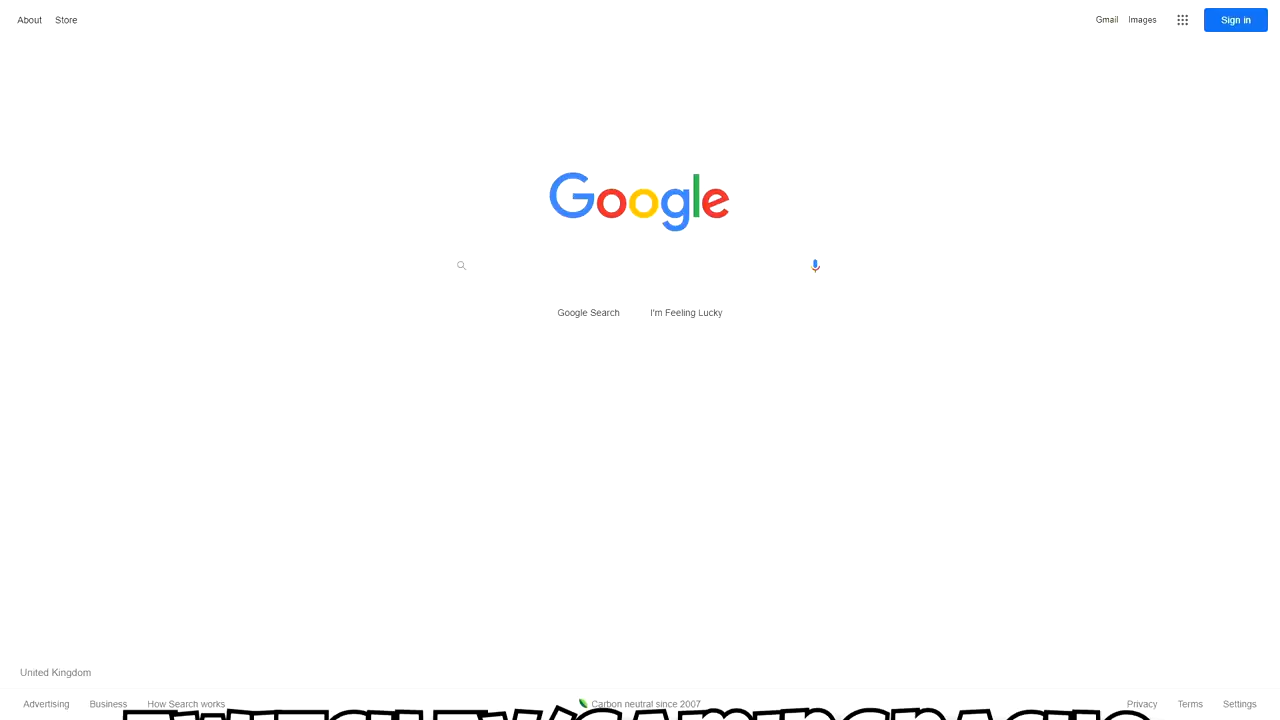 About Store
Gmail Images Sign in
Google
Google Search I'm Feeling Lucky
United Kingdom
Advertising Business How Search works
Carbon neutral since 2007
Privacy Terms Settings